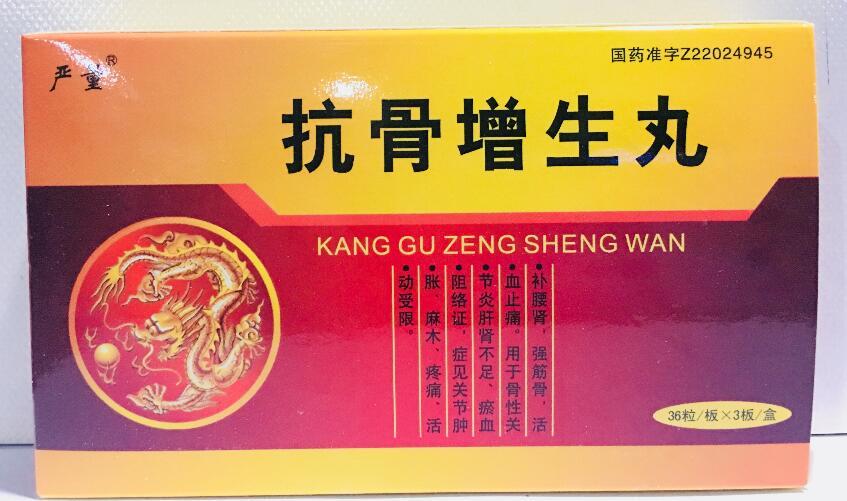 严童®
国药准字Z22024945
抗骨增生丸
KANG GU ZENG SHENG WAN
•补腰肾，强筋骨，活
•血止痛。用于骨性关
•节炎肝肾不足、瘀血
•阻络证，症见关节肿
•胀、麻木、疼痛、活
•动受限。
36粒/板×3板/盒